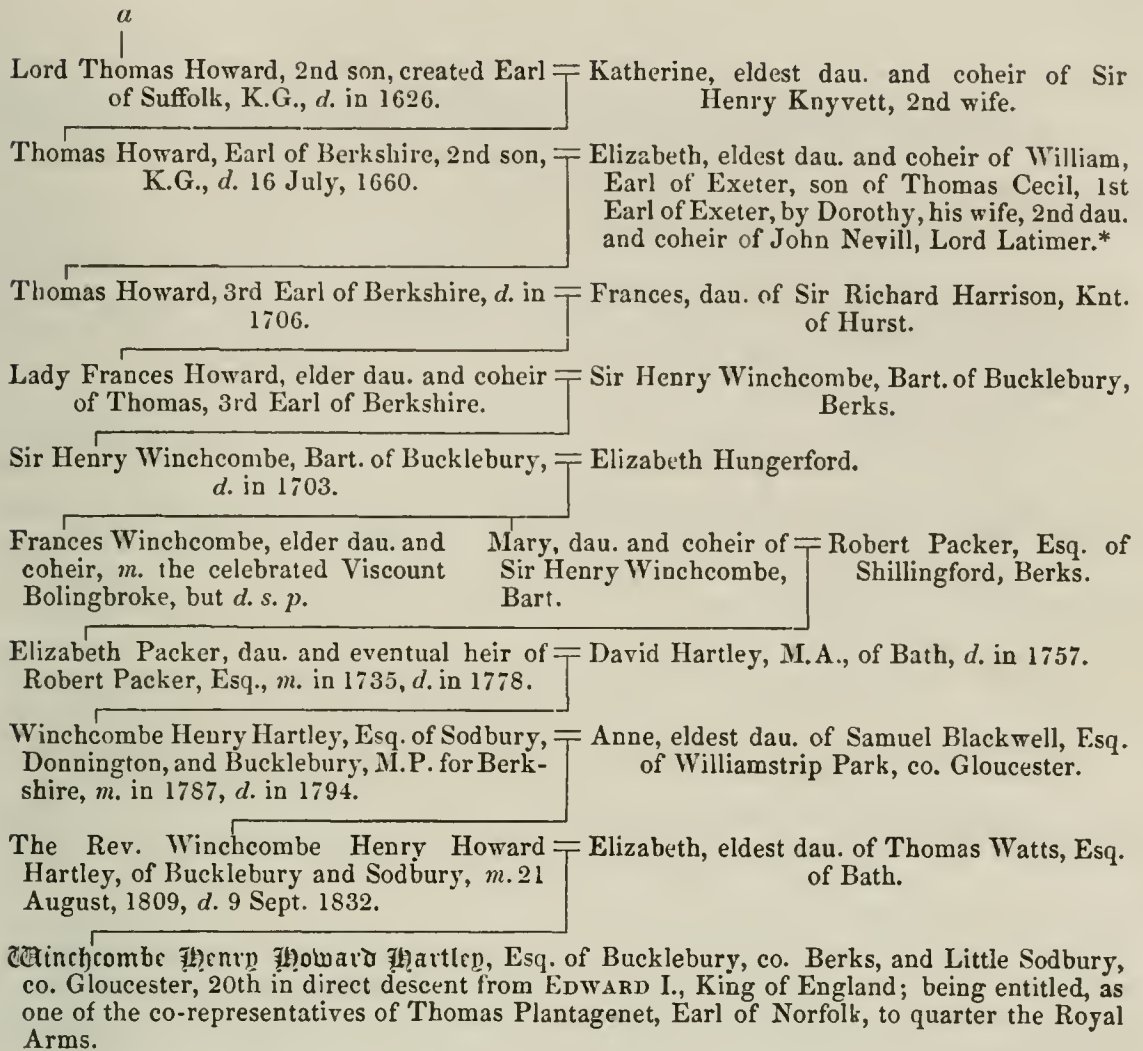 a
Lord Thomas Howard, 2nd son, created Earl
of Suffolk, K.G., d. in 1626.
Katherine, eldest dau. and coheir of Sir
Henry Knyvett, 2nd wife.
Thomas Howard, Earl of Berkshire, 2nd son,
K.G., d. 16 July, 1660.
Elizabeth, eldest dau. and coheir of William,
Earl of Exeter, son of Thomas Cecil, 1st
Earl of Exeter, by Dorothy, his wife, 2nd dau.
and coheir of John Nevill, Lord Latimer.*
Thomas Howard, 3rd Earl of Berkshire, d. in
1706.
Frances, dau. of Sir Richard Harrison, Knt.
of Hurst.
Lady Frances Howard, elder dau. and coheir
of Thomas, 3rd Earl of Berkshire.
Sir Henry Winchcombe, Bart. of Bucklebury,
Berks.
Sir Henry Winchcombe, Bart. of Bucklebury,
d. in 1703.
Elizabeth Hungerford.
Frances Winchcombe, elder dau. and
coheir, m. the celebrated Viscount
Bolingbroke, but d. s. p.
Mary, dau. and coheir of
Sir Henry Winchcombe,
Bart.
Robert Packer, Esq. of
Shillingford, Berks.
Elizabeth Packer, dau. and eventual heir of
Robert Packer, Esq., m. in 1735, d. in 1778.
David Hartley, M.A., of Bath, d. in 1757.
Winchcombe Henry Hartley, Esq. of Sodbury,
Donnington, and Bucklebury, M.P. for Berk-
shire, m. in 1787, d. in 1794.
Anne, eldest dau. of Samuel Blackwell, Esq.
of Williamstrip Park, co. Gloucester.
The Rev. Winchcombe Henry Howard
Hartley, of Bucklebury and Sodbury, m. 21
August, 1809, d. 9 Sept. 1832.
Elizabeth, eldest dau. of Thomas Watts, Esq.
of Bath.
Winchcombe Henry Howard Hartley, Esq. of Bucklebury, co. Berks, and Little Sodbury,
co. Gloucester, 20th in direct descent from EDWARD I., King of England; being entitled, as
one of the co-representatives of Thomas Plantagenet, Earl of Norfolk, to quarter the Royal
Arms.